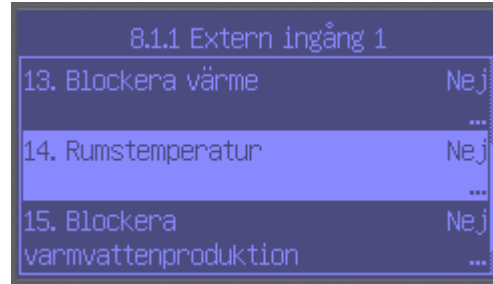 8.1.1 Extern ingång 1
13. Blockera värme Nej
...
14. Rumstemperatur Nej
...
15. Blockera Nej
varmvattenproduktion ...